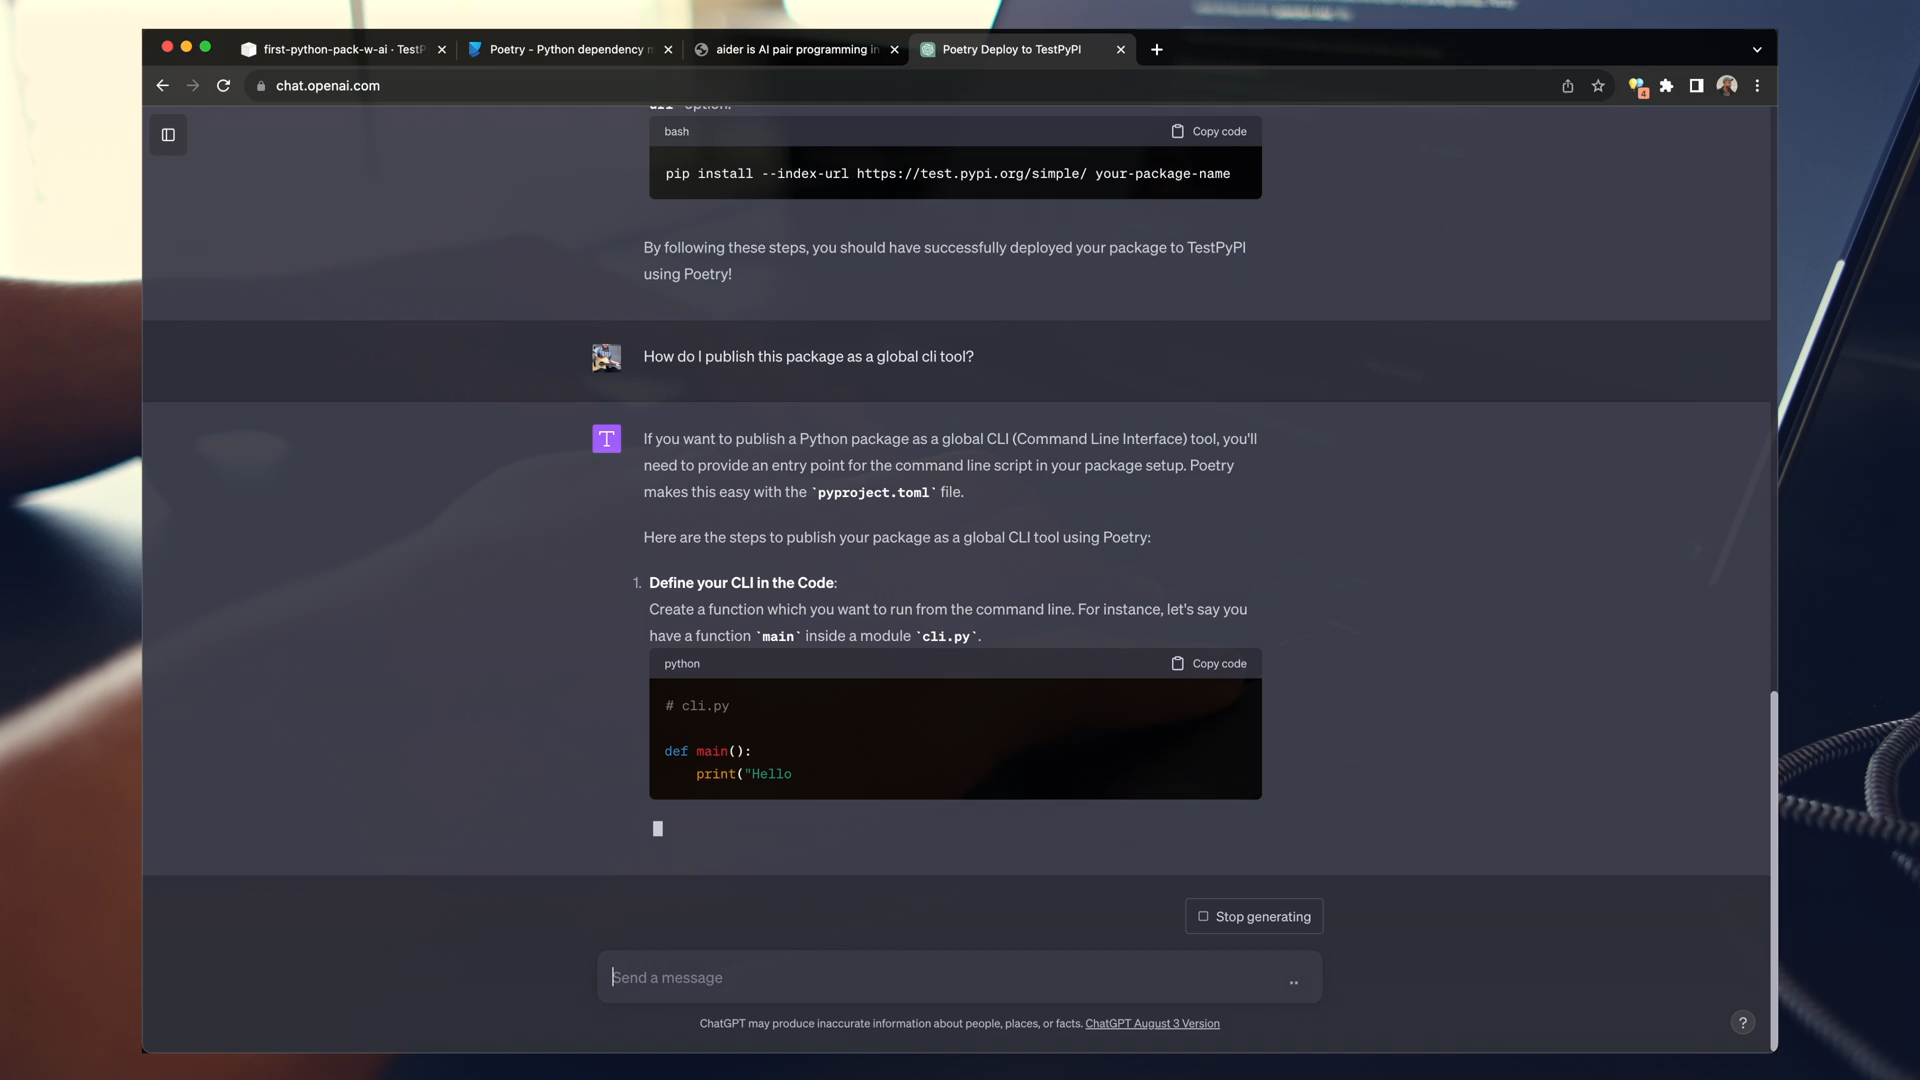 first-python-pack-w-ai · TestP
Poetry - Python dependency m
aider is AI pair programming in
Poetry Deploy to TestPyPI
chat.openai.com
4
url` option.
bash
Copy code
pip install --index-url https://test.pypi.org/simple/ your-package-name
By following these steps, you should have successfully deployed your package to TestPyPI
using Poetry!
How do I publish this package as a global cli tool?
T
If you want to publish a Python package as a global CLI (Command Line Interface) tool, you'll
need to provide an entry point for the command line script in your package setup. Poetry
makes this easy with the `pyproject.toml` file.
Here are the steps to publish your package as a global CLI tool using Poetry:
1. Define your CLI in the Code:
Create a function which you want to run from the command line. For instance, let's say you
have a function `main` inside a module `cli.py`.
python
Copy code
# cli.py
def main():
print("Hello
Stop generating
Send a message
ChatGPT may produce inaccurate information about people, places, or facts. ChatGPT August 3 Version
?